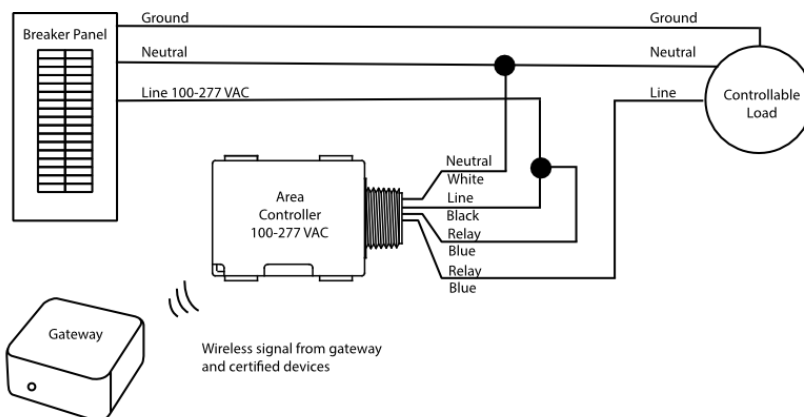 Ground
Ground
Breaker Panel
Neutral
Neutral
Line 100-277 VAC
Line
Controllable
Load
Neutral
White
Area
Controller
100-277 VAC
Line
Black
Relay
Blue
Relay
Blue
Gateway
Wireless signal from gateway
and certified devices